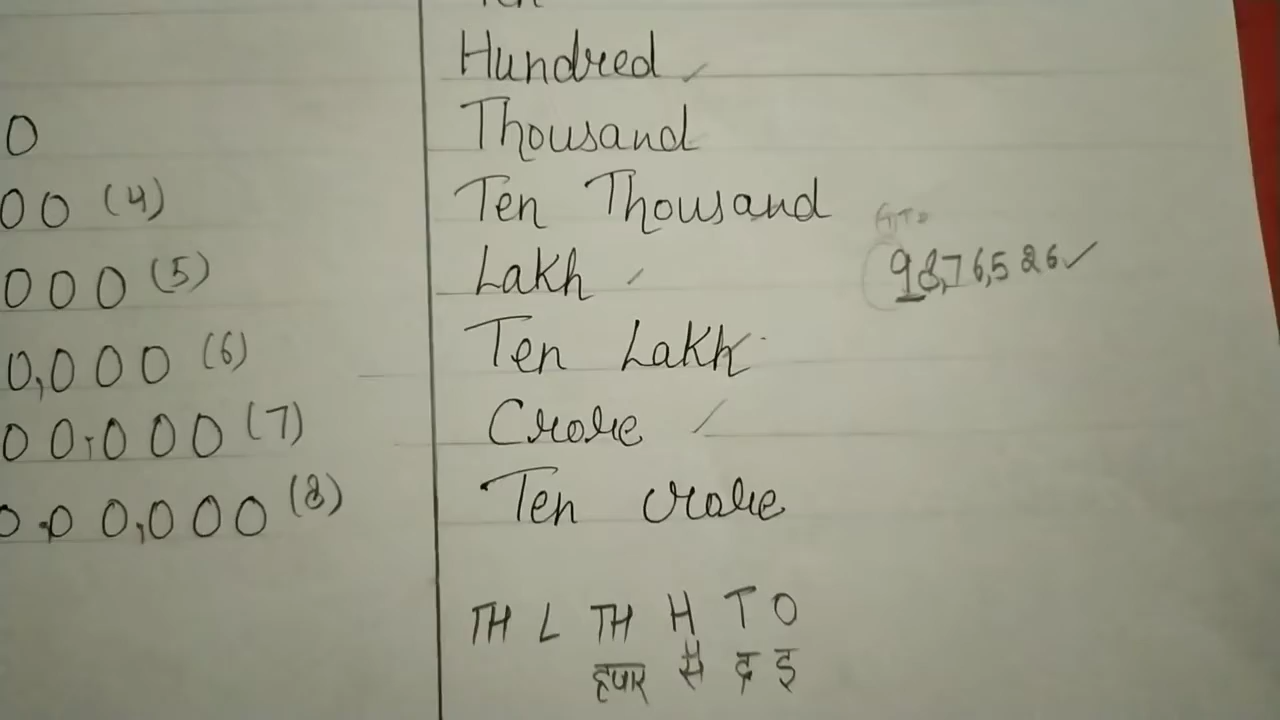 Hundred
0 Thousand
00 (4) Ten Thousand
000 (5) Lakh 98,76,526
0,000 (6) Ten Lakh
00,000 (7) Crore
0,00,000 (8) Ten crore
TH L TH H T O
हजार सै द इ